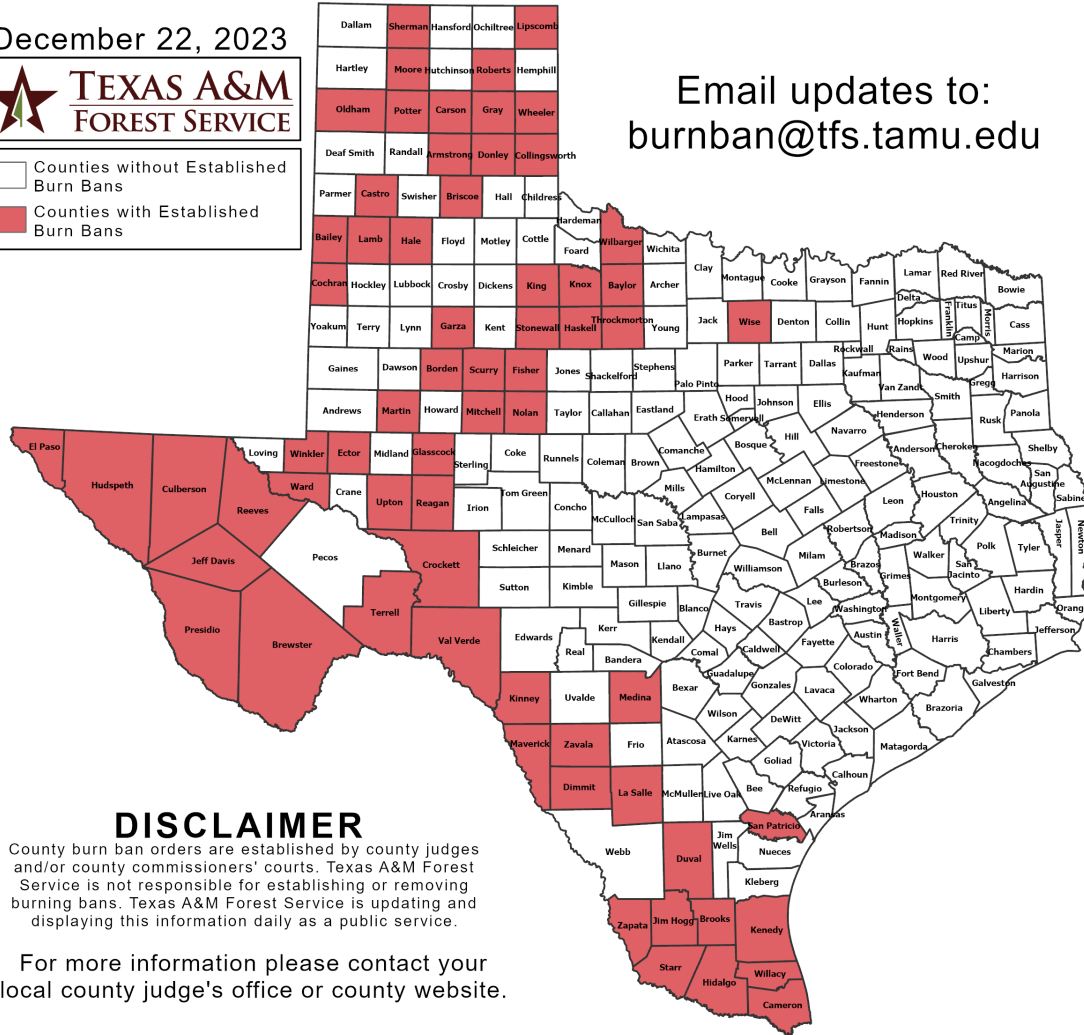 December 22, 2023
TEXAS A&M
FOREST SERVICE
Counties without Established
Burn Bans
Counties with Established
Burn Bans
Email updates to:
burnban@tfs.tamu.edu
Dallam Sherman Hansford Ochiltree Lipscomb
Hartley Moore Hutchinson Roberts Hemphill
Oldham Potter Carson Gray Wheeler
Deaf Smith Randall Armstrong Donley Collingsworth
Parmer Castro Swisher Briscoe Hall Childress
Hardeman
Bailey Lamb Hale Floyd Motley Cottle Foard Wilbarger Wichita
Clay Montague Cooke Grayson Fannin Lamar Red River Bowie
Cochran Hockley Lubbock Crosby Dickens King Knox Baylor Archer
Delta Titus Franklin Morris
Yoakum Terry Lynn Garza Kent Stonewall Haskell Throckmorton Young Jack Wise Denton Collin Hunt Hopkins Camp Cass
Rockwall Rains Wood Upshur Marion
Gaines Dawson Borden Scurry Fisher Jones Shackelford Stephens Palo Pinto Parker Tarrant Dallas Kaufman Van Zandt Gregg Harrison
Smith
Andrews Martin Howard Mitchell Nolan Taylor Callahan Eastland Erath Somervell Hood Johnson Ellis Henderson Rusk Panola
El Paso Loving Winkler Ector Midland Glasscock Sterling Coke Runnels Coleman Brown Comanche Bosque Hill Navarro Anderson Cherokee Nacogdoches Shelby
Hamilton Freestone San
Augustine
Hudspeth Culberson Reeves Ward Crane Upton Reagan Irion Tom Green Concho McCulloch San Saba Mills Lampasas Coryell McLennan Limestone Falls Leon Houston Angelina Sabine
Trinity
Jasper Newton
Jeff Davis Pecos Crockett Schleicher Menard Mason Llano Burnet Bell Milam Robertson Madison Walker Polk Tyler
Brazos San
Jacinto
Terrell Sutton Kimble Williamson Burleson Grimes Montgomery Liberty Hardin
Presidio Brewster Val Verde Edwards Gillespie Blanco Travis Lee Washington Orang
Kerr Kendall Hays Bastrop Fayette Austin Waller Harris Jefferson
Real Bandera Comal Caldwell Colorado Chambers
Kinney Uvalde Medina Bexar Guadalupe Gonzales Lavaca Wharton Fort Bend Galveston
Brazoria
Wilson DeWitt Jackson
Maverick Zavala Frio Atascosa Karnes Victoria Matagorda
Goliad Calhoun
Dimmit La Salle McMullen Live Oak Bee Refugio
Aransas
San Patricio
Webb Duval Jim
Wells Nueces
Kleberg
Zapata Jim Hogg Brooks Kenedy
Starr Hidalgo Willacy
Cameron
DISCLAIMER
County burn ban orders are established by county judges
and/or county commissioners' courts. Texas A&M Forest
Service is not responsible for establishing or removing
burning bans. Texas A&M Forest Service is updating and
displaying this information daily as a public service.
For more information please contact your
local county judge's office or county website.